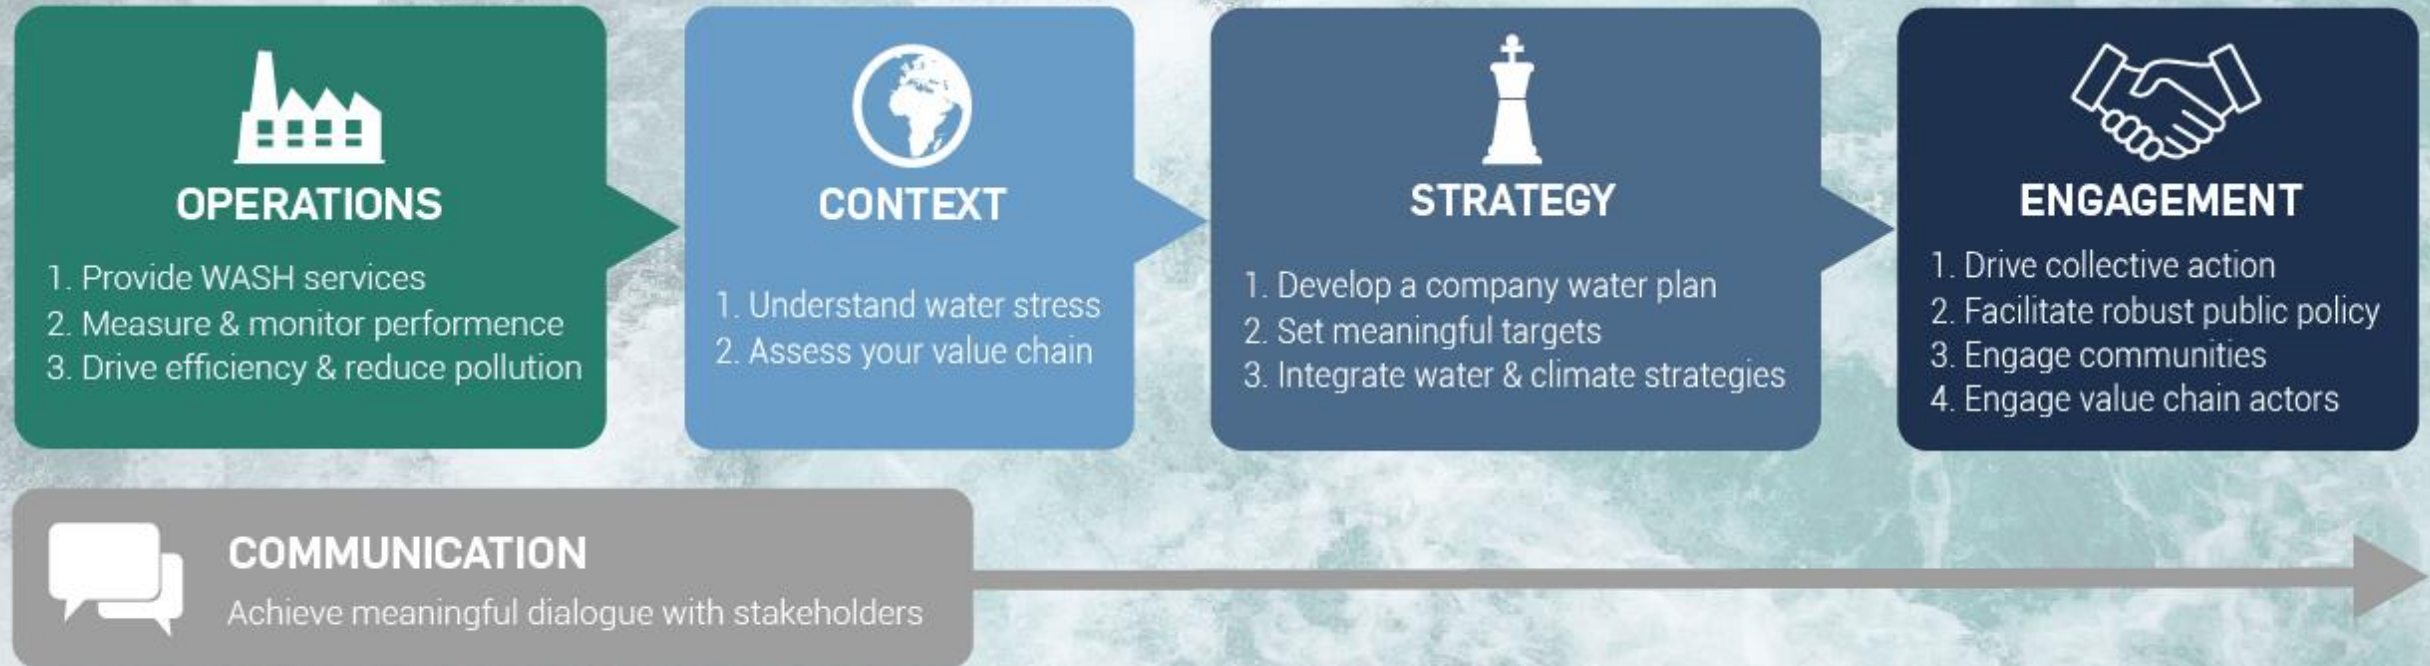 OPERATIONS
1. Provide WASH services
2. Measure & monitor performence
3. Drive efficiency & reduce pollution
CONTEXT
1. Understand water stress
2. Assess your value chain
STRATEGY
1. Develop a company water plan
2. Set meaningful targets
3. Integrate water & climate strategies
ENGAGEMENT
1. Drive collective action
2. Facilitate robust public policy
3. Engage communities
4. Engage value chain actors
COMMUNICATION
Achieve meaningful dialogue with stakeholders